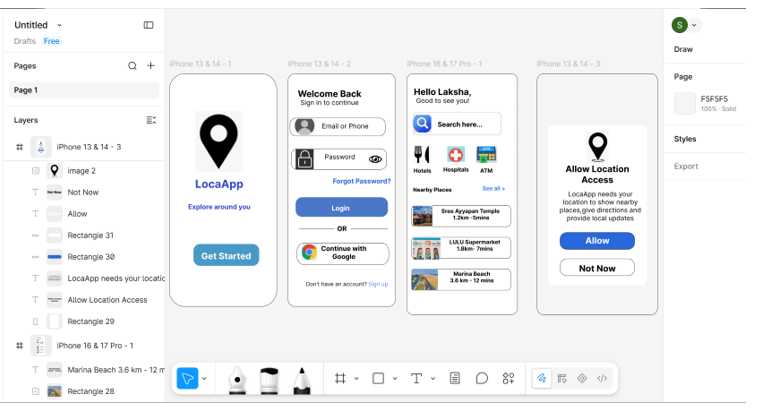 Untitled
Drafts Free
Pages
Page 1
Layers
iPhone 13 & 14 - 3
image 2
Not Now
Allow
Rectangle 31
Rectangle 30
LocaApp needs your locatic
Allow Location Access
Rectangle 29
iPhone 16 & 17 Pro - 1
Marina Beach 3.6 km - 12 m
Rectangle 28
iPhone 13 & 14 - 1
LocaApp
Explore around you
Get Started
iPhone 13 & 14 - 2
Welcome Back
Sign in to continue
Email or Phone
Password
Forgot Password?
Login
OR
Continue with
Google
Don't have an account? Sign up
iPhone 16 & 17 Pro - 1
Hello Laksha,
Good to see you!
Search here...
Hotels
Hospitals
ATM
Nearby Places
See all >
Sree Ayyapan Temple
1.2km -5mins
LULU Supermarket
1.8km- 7mins
Marina Beach
3.6 km - 12 mins
iPhone 13 & 14 - 3
Allow Location
Access
LocaApp needs your
location to show nearby
places,give directions and
provide local updates
Allow
Not Now
S
Draw
Page
F5F5F5
100% · Solid
Styles
Export